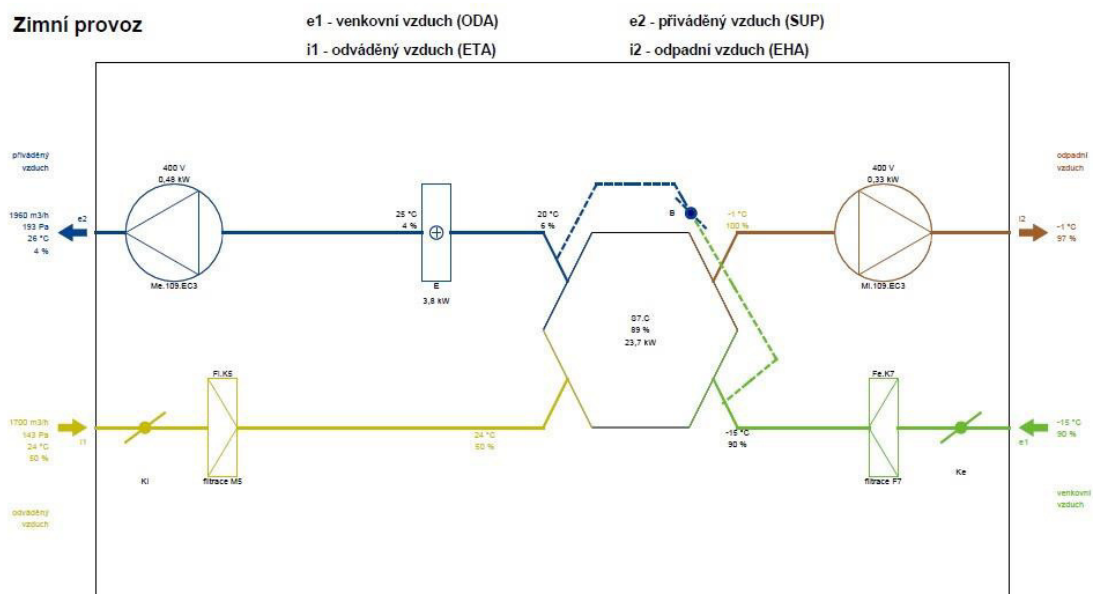 Zimní provoz
e1 - venkovní vzduch (ODA)
e2 - přiváděný vzduch (SUP)
i1 - odváděný vzduch (ETA)
i2 - odpadní vzduch (EHA)
přiváděný
vzduch
1960 m3/h
193 Pa
26 °C
4 %
e2
400 V
0,48 kW
Me.109.EC3
25 °C
4 %
E
3,8 kW
20 °C
6 %
B
-1 °C
100 %
400 V
0,33 kW
Mi.109.EC3
odpadní
vzduch
i2
-1 °C
97 %
S7.C
89 %
23,7 kW
1700 m3/h
143 Pa
24 °C
50 %
i1
Ki
Fi.K5
filtrace M5
24 °C
50 %
-15 °C
90 %
Fe.K7
filtrace F7
Ke
e1
-15 °C
90 %
odváděný
vzduch
venkovní
vzduch